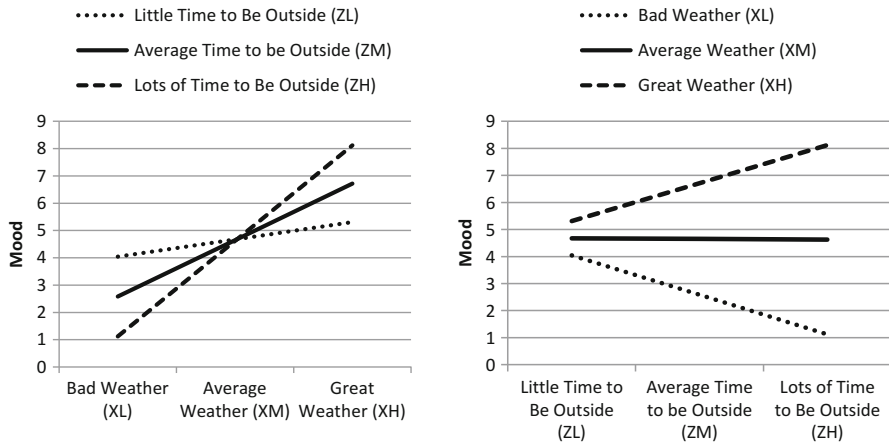 Little Time to Be Outside (ZL)
Average Time to be Outside (ZM)
Lots of Time to Be Outside (ZH)
9
8
7
6
5
4
3
2
1
0
Mood
Bad Weather
(XL)
Average
Weather (XM)
Great
Weather (XH)
Bad Weather (XL)
Average Weather (XM)
Great Weather (XH)
9
8
7
6
5
4
3
2
1
0
Mood
Little Time to
Be Outside
(ZL)
Average Time
to be Outside
(ZM)
Lots of Time
to Be Outside
(ZH)